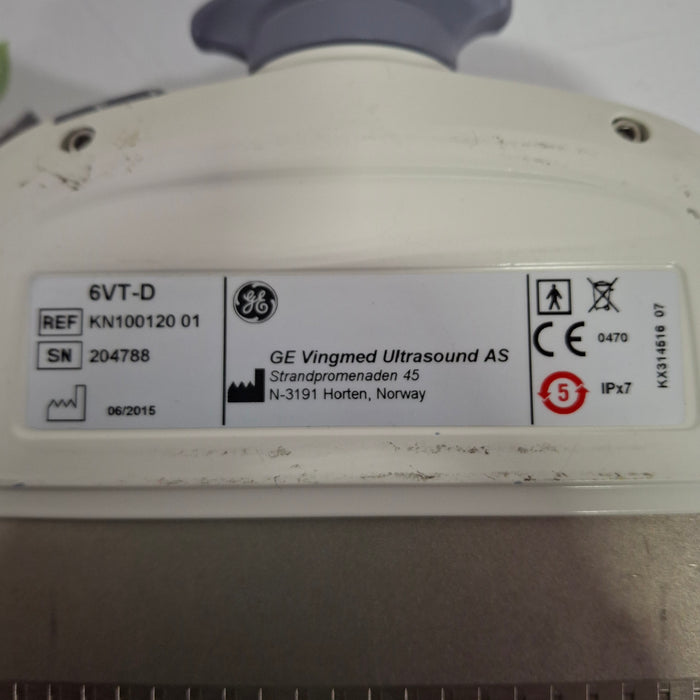 6VT-D
REF KN100120 01
SN 204788
06/2015
GE
GE Vingmed Ultrasound AS
Strandpromenaden 45
N-3191 Horten, Norway
CE 0470
5 IPx7
KX314516 07